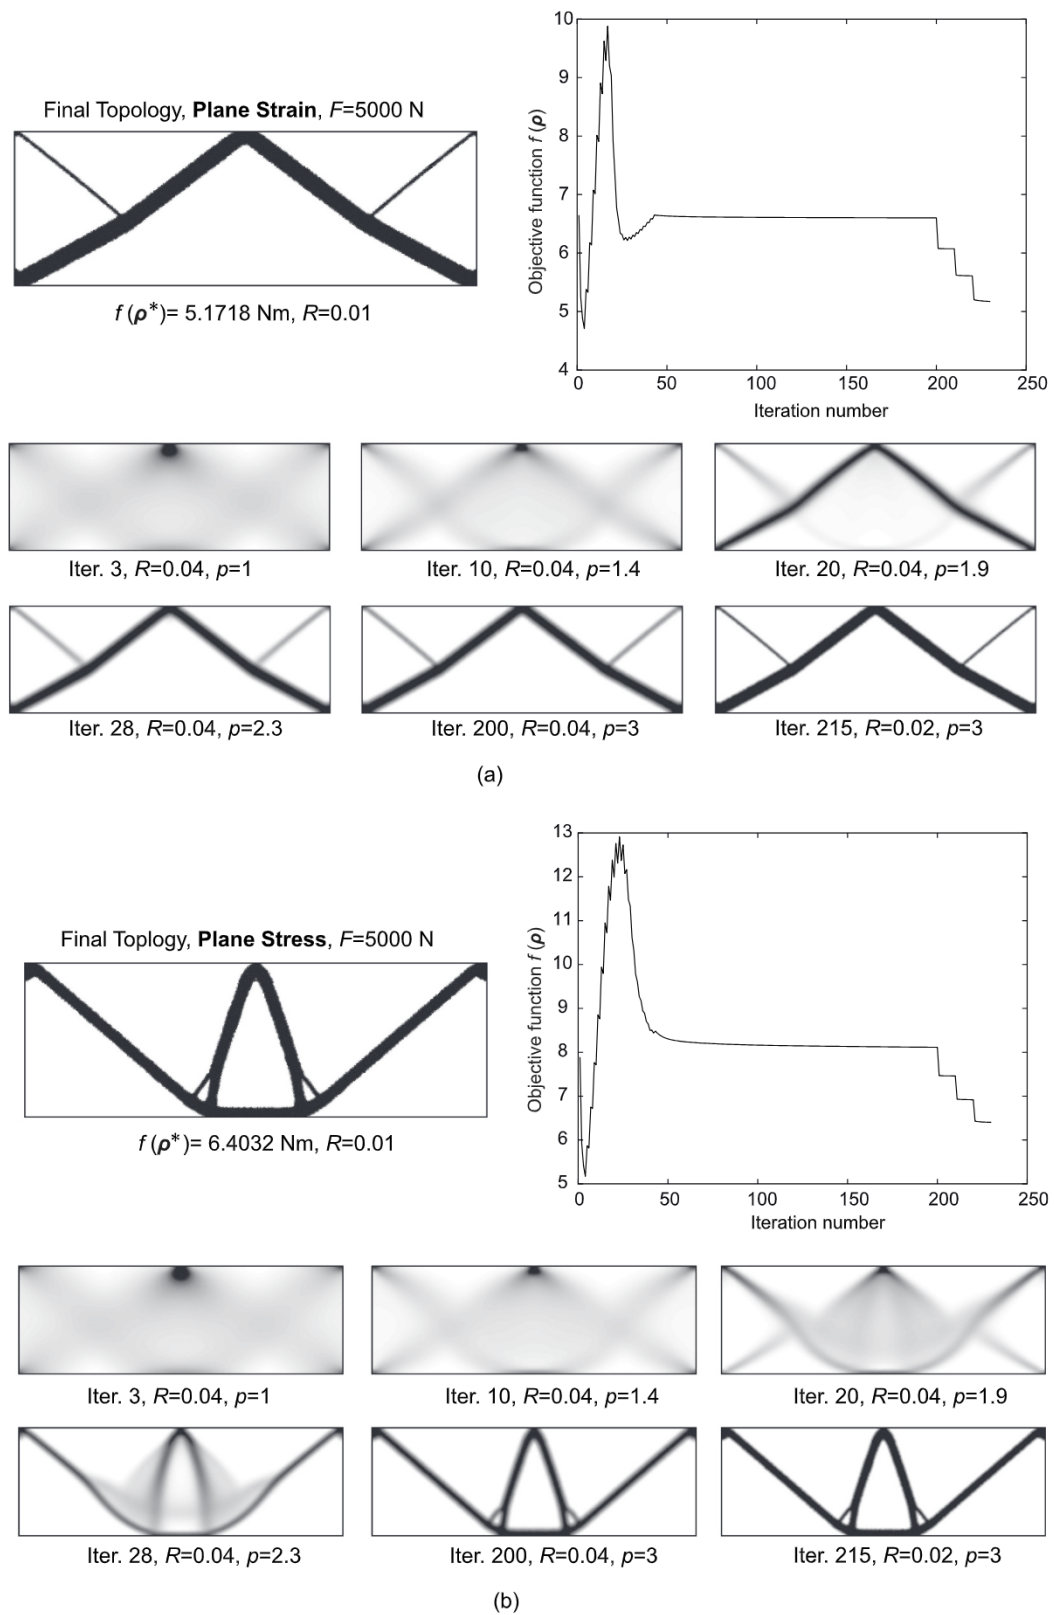 Final Topology, Plane Strain, F=5000 N
f (ρ*)= 5.1718 Nm, R=0.01
10
9
8
7
6
5
4
Objective function f (ρ)
0 50 100 150 200 250
Iteration number
Iter. 3, R=0.04, p=1
Iter. 10, R=0.04, p=1.4
Iter. 20, R=0.04, p=1.9
Iter. 28, R=0.04, p=2.3
Iter. 200, R=0.04, p=3
Iter. 215, R=0.02, p=3
(a)
Final Toplogy, Plane Stress, F=5000 N
f (ρ*)= 6.4032 Nm, R=0.01
13
12
11
10
9
8
7
6
5
Objective function f (ρ)
0 50 100 150 200 250
Iteration number
Iter. 3, R=0.04, p=1
Iter. 10, R=0.04, p=1.4
Iter. 20, R=0.04, p=1.9
Iter. 28, R=0.04, p=2.3
Iter. 200, R=0.04, p=3
Iter. 215, R=0.02, p=3
(b)